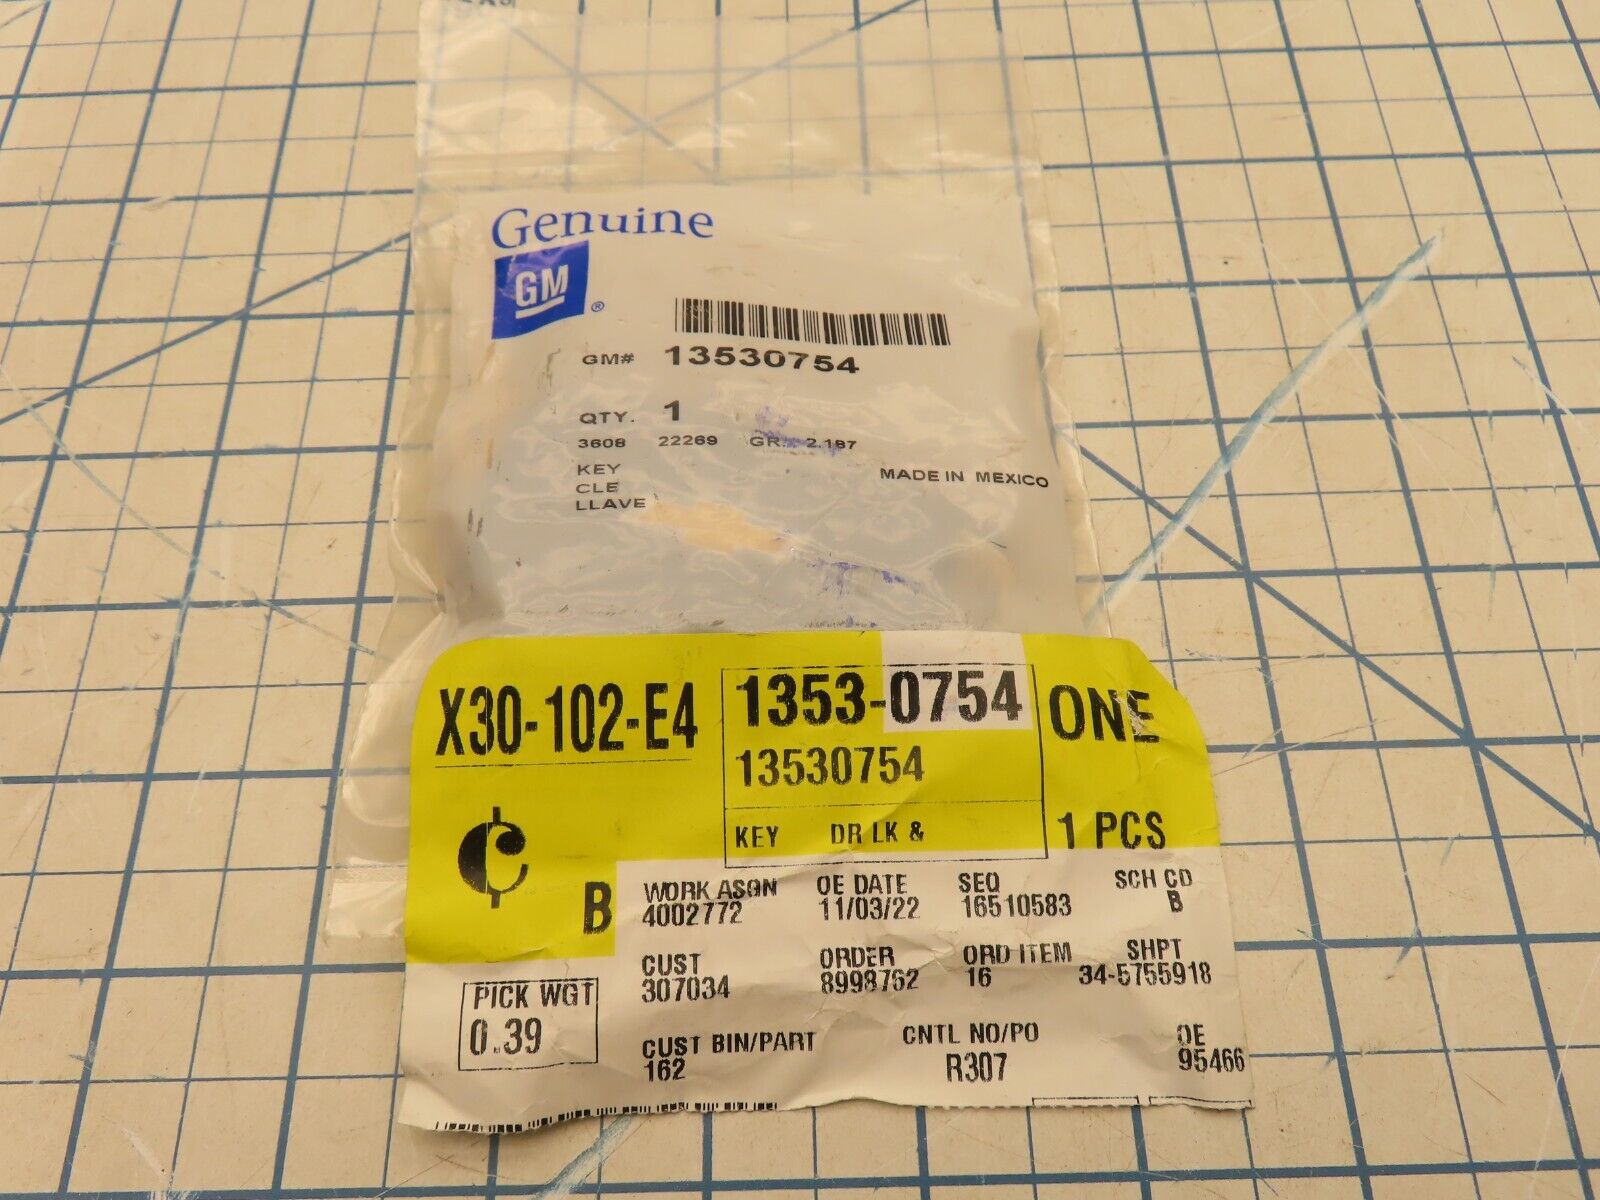 Genuine
GM ®
GM# 13530754
QTY. 1
3608 22269 GR. 2.187
KEY
CLE
LLAVE
MADE IN MEXICO
X30-102-E4
1353-0754
13530754
KEY DR LK &
ONE
1 PCS
B
WORK ASGN OE DATE SEQ SCH CD
4002772 11/03/22 16510583 B
CUST ORDER ORD ITEM SHPT
307034 8998762 16 34-5755918
PICK WGT
0.39
CUST BIN/PART CNTL NO/PO OE
162 R307 95466